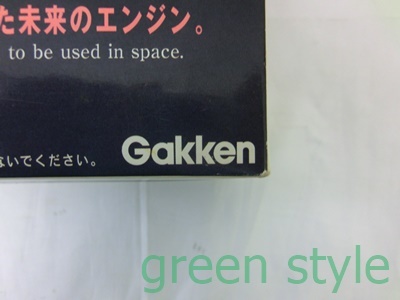 た未来のエンジン。
to be used in space.
ないでください。
Gakken
green style